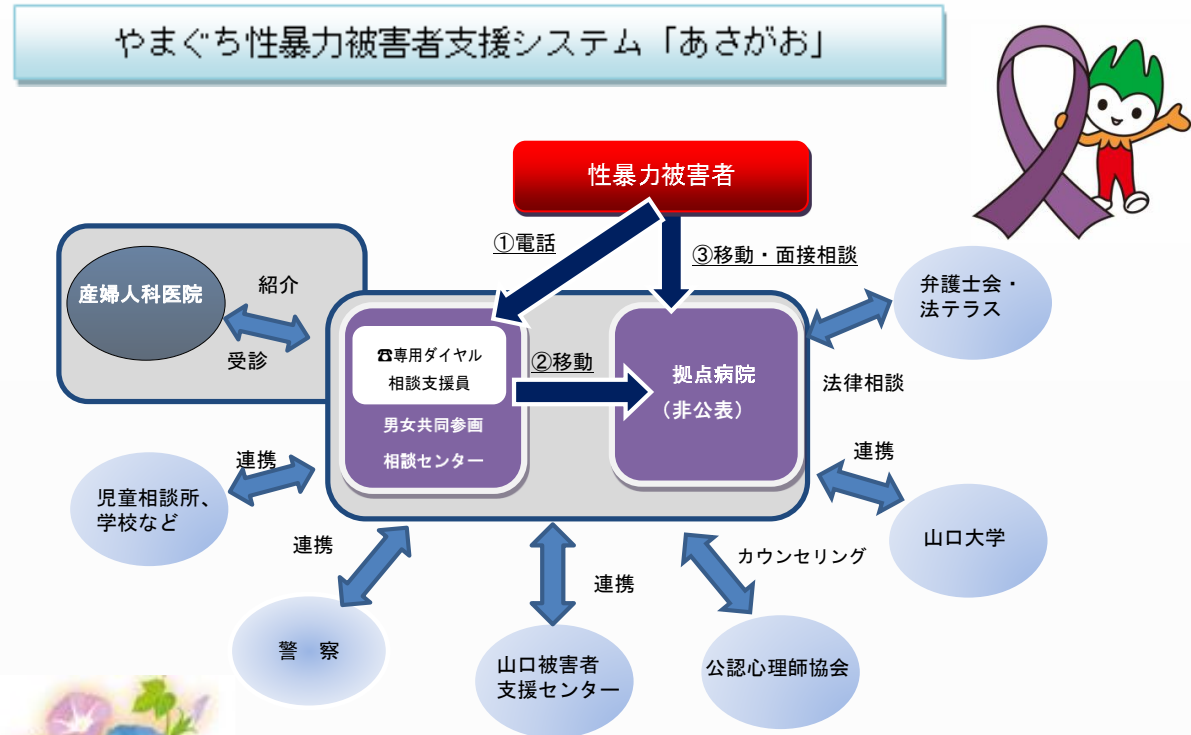 やまぐち性暴力被害者支援システム「あさがお」
性暴力被害者
①電話
③移動・面接相談
産婦人科医院
紹介
受診
弁護士会・
法テラス
☎専用ダイヤル
相談支援員
男女共同参画
相談センター
②移動
拠点病院
（非公表）
法律相談
連携
児童相談所、
学校など
連携
山口大学
連携
警　察
連携
山口被害者
支援センター
カウンセリング
公認心理師協会